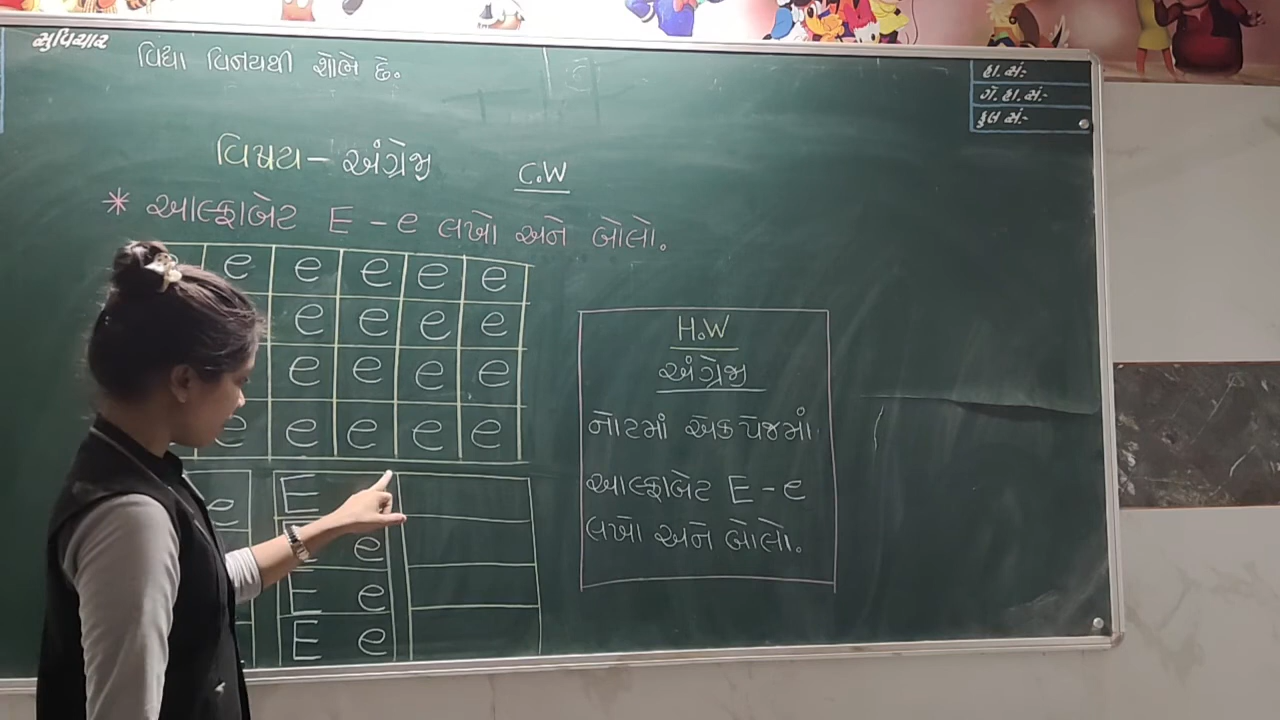 સુવિચાર
વિદ્યા વિનયથી શોભે છે.
હા. સં:-
ગે. હા. સં:-
કુલ સં:-
વિષય - અંગ્રેજી
C.W
* આલ્ફાબેટ E - e લખો અને બોલો.
e e e e e
e e e e
e e e e
e e e e e
e E
e
E e
E e
H.W
અંગ્રેજી
નોટમાં એક પેજમાં
આલ્ફાબેટ E - e
લખો અને બોલો.